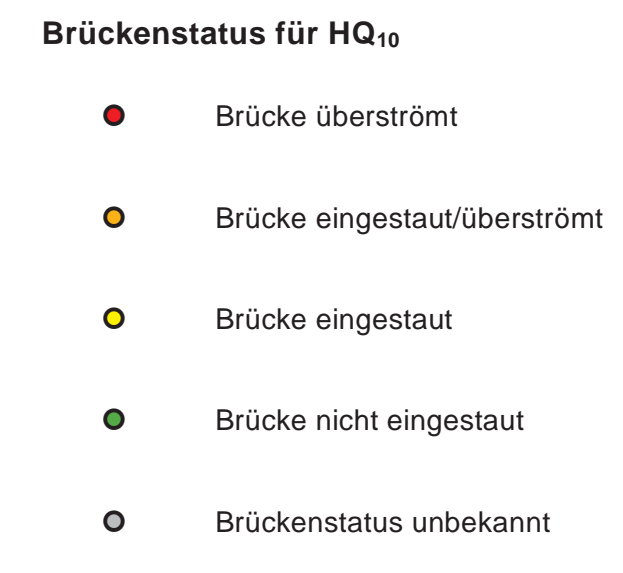 Brückenstatus für HQ₁₀
Brücke überströmt
Brücke eingestaut/überströmt
Brücke eingestaut
Brücke nicht eingestaut
Brückenstatus unbekannt